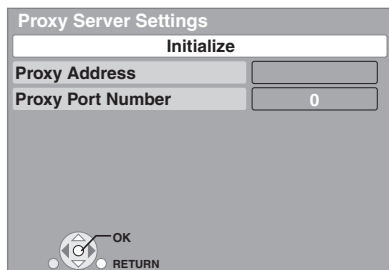 Proxy Server Settings
Initialize
Proxy Address
Proxy Port Number 0
OK
RETURN